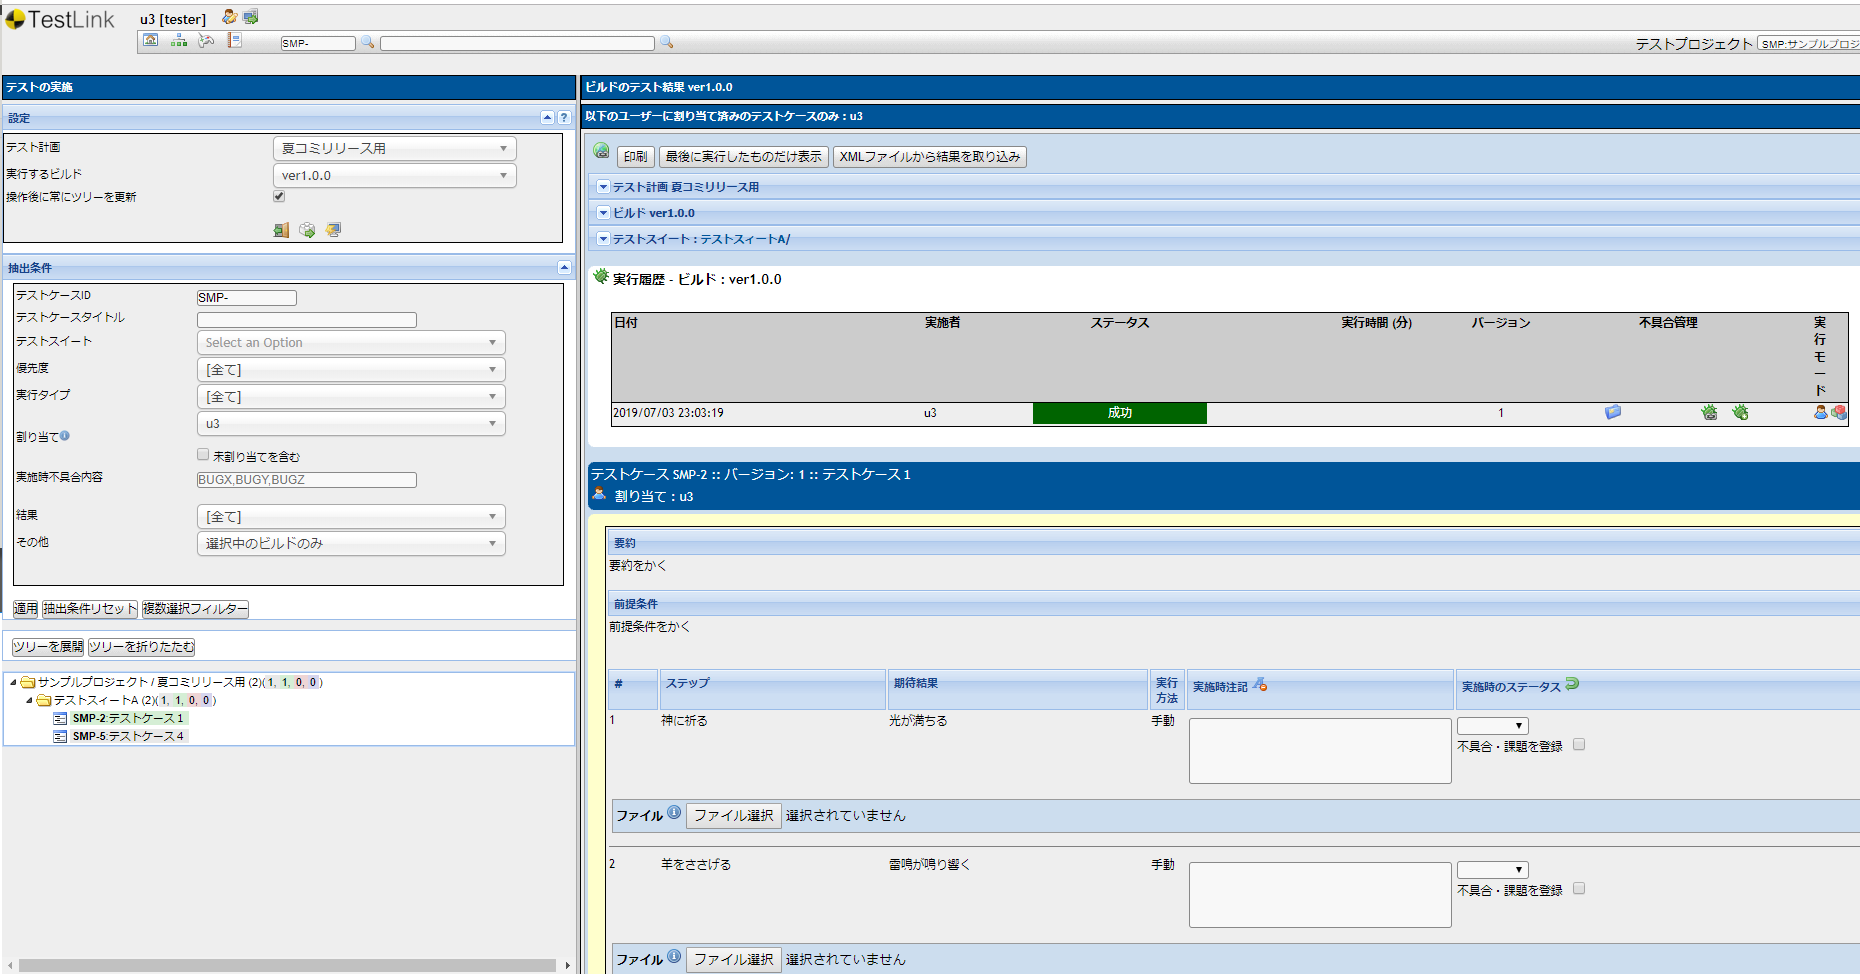 TestLink
u3 [tester]
SMP-
テストプロジェクト SMP:サンプルプロジ
テストの実施
設定
?
テスト計画
夏コミリリース用
実行するビルド
ver1.0.0
操作後に常にツリーを更新
抽出条件
テストケースID
SMP-
テストケースタイトル
テストスイート
Select an Option
優先度
[全て]
実行タイプ
[全て]
u3
割り当て
未割り当てを含む
実施時不具合内容
BUGX,BUGY,BUGZ
結果
[全て]
その他
選択中のビルドのみ
適用 抽出条件リセット 複数選択フィルター
ツリーを展開 ツリーを折りたたむ
サンプルプロジェクト / 夏コミリリース用 (2)(1, 1, 0, 0)
テストスィートA (2)(1, 1, 0, 0)
SMP-2:テストケース１
SMP-5:テストケース４
ビルドのテスト結果 ver1.0.0
以下のユーザーに割り当て済みのテストケースのみ : u3
印刷 最後に実行したものだけ表示 XMLファイルから結果を取り込み
テスト計画 夏コミリリース用
ビルド ver1.0.0
テストスイート : テストスィートA/
実行履歴 - ビルド : ver1.0.0
日付 実施者 ステータス 実行時間 (分) バージョン 不具合管理 実行モード
2019/07/03 23:03:19 u3 成功 1
テストケース SMP-2 :: バージョン: 1 :: テストケース１
割り当て : u3
要約
要約をかく
前提条件
前提条件をかく
# ステップ 期待結果 実行方法 実施時注記 実施時のステータス
1 神に祈る 光が満ちる 手動
不具合・課題を登録
ファイル ファイル選択 選択されていません
2 羊をささげる 雷鳴が鳴り響く 手動
不具合・課題を登録
ファイル ファイル選択 選択されていません